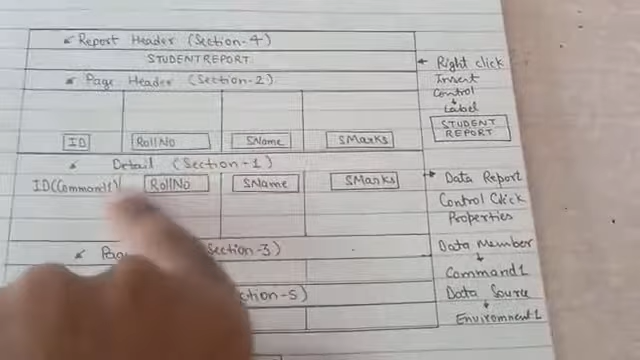 Report Header (Section-4)
STUDENTREPORT
Page Header (Section-2)
ID RollNo SName SMarks
Detail (Section-1)
ID(Command1) RollNo SName SMarks
Section-3)
ction-5)
Right click
Insert
Control
Label
STUDENT
REPORT
Data Report
Control Click
Properties
Data Member
Command1
Data Source
Enviromnent1